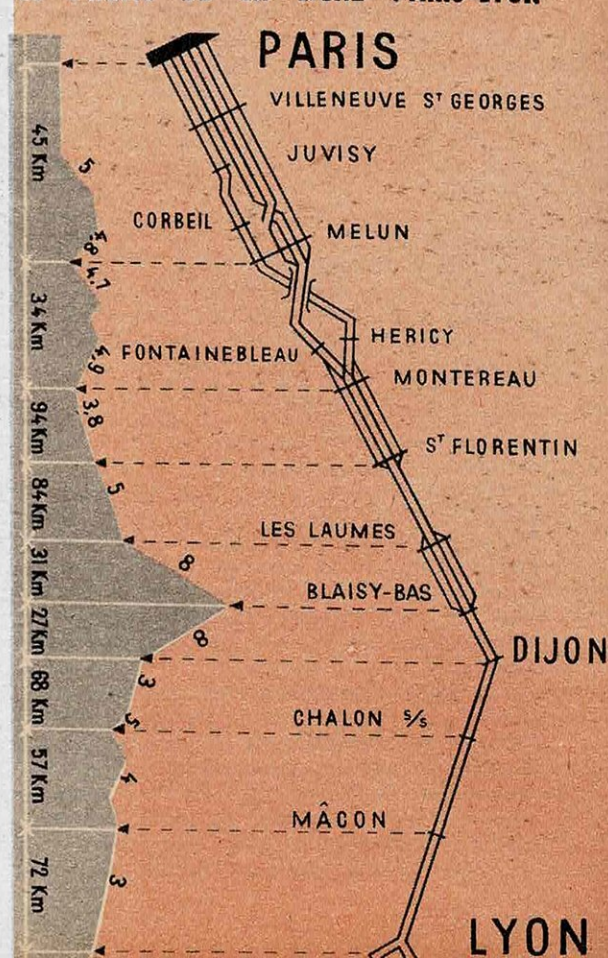 PARIS
VILLENEUVE Sᵀ GEORGES
JUVISY
CORBEIL
MELUN
HERICY
FONTAINEBLEAU
MONTEREAU
Sᵀ FLORENTIN
LES LAUMES
BLAISY-BAS
DIJON
CHALON S/S
MÂCON
LYON
45 Km
34 Km
94 Km
84 Km
31 Km
27 Km
68 Km
57 Km
72 Km
5
4,7
4,9
3,8
5
8
8
3
5
4
3